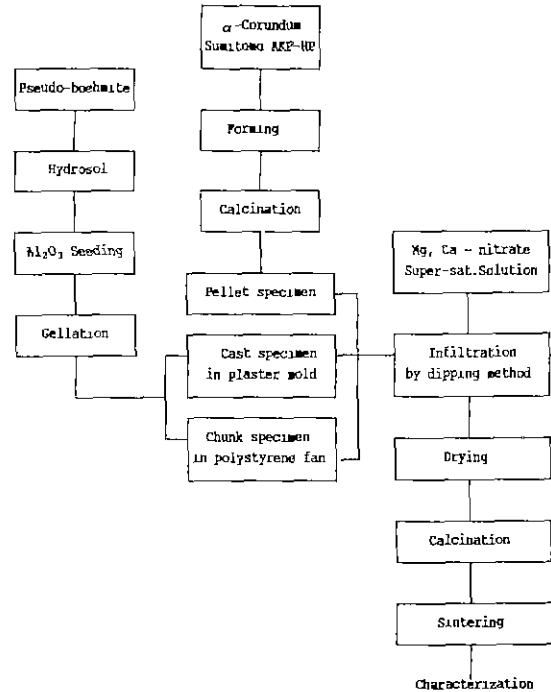 α-Corundum
Sumitomo AKP-HP
Pseudo-boehmite
Forming
Hydrosol
Calcination
Al₂O₃ Seeding
Mg, Ca - nitrate
Super-sat.Solution
Pellet specimen
Gellation
Cast specimen
in plaster mold
Infiltration
by dipping method
Chunk specimen
in polystyrene fan
Drying
Calcination
Sintering
Characterization